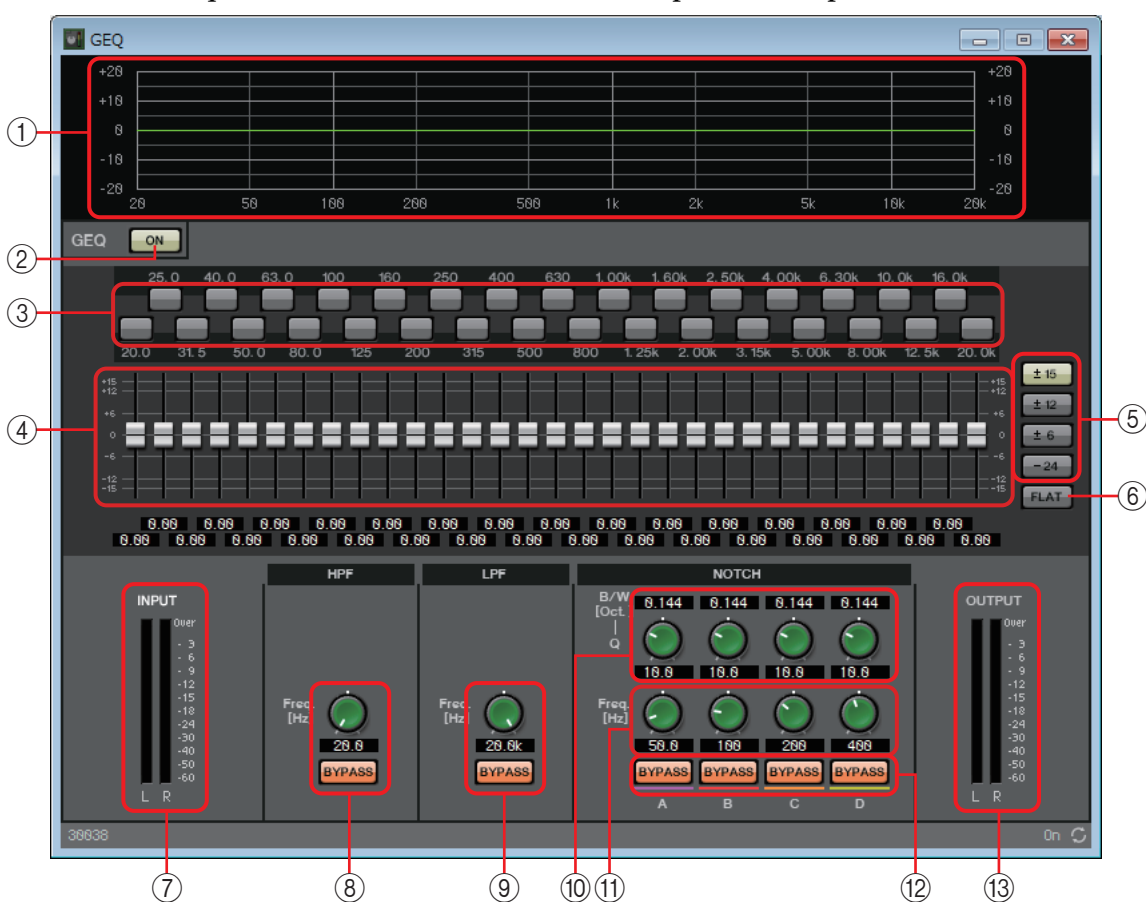 GEQ
+20 +20
+10 +10
① 0 0
-10 -10
-20 -20
20 50 100 200 500 1k 2k 5k 10k 20k
GEQ ON
②
25.0 40.0 63.0 100 160 250 400 630 1.00k 1.60k 2.50k 4.00k 6.30k 10.0k 16.0k
③
20.0 31.5 50.0 80.0 125 200 315 500 800 1.25k 2.00k 3.15k 5.00k 8.00k 12.5k 20.0k
+15 +15 ±15
+12 +12
+6 ±12
④ 0 0 ±6 ⑤
-6 -6
-12 -12 -24
-15 -15
FLAT ⑥
0.00 0.00 0.00 0.00 0.00 0.00 0.00 0.00 0.00 0.00 0.00 0.00 0.00 0.00 0.00
0.00 0.00 0.00 0.00 0.00 0.00 0.00 0.00 0.00 0.00 0.00 0.00 0.00 0.00 0.00 0.00
HPF LPF NOTCH
INPUT
Over
- 3
- 6
- 9
-12
-15
-18
-24
-30
-40
-50
-60
L R
Freq.
[Hz]
20.0
BYPASS
Freq.
[Hz]
20.0k
BYPASS
B/W
[Oct.]
|
Q
0.144 0.144 0.144 0.144
10.0 10.0 10.0 10.0
Freq.
[Hz]
50.0 100 200 400
BYPASS BYPASS BYPASS BYPASS
A B C D
OUTPUT
Over
- 3
- 6
- 9
-12
-15
-18
-24
-30
-40
-50
-60
L R
30038 On
⑦ ⑧ ⑨ ⑩ ⑪ ⑫ ⑬